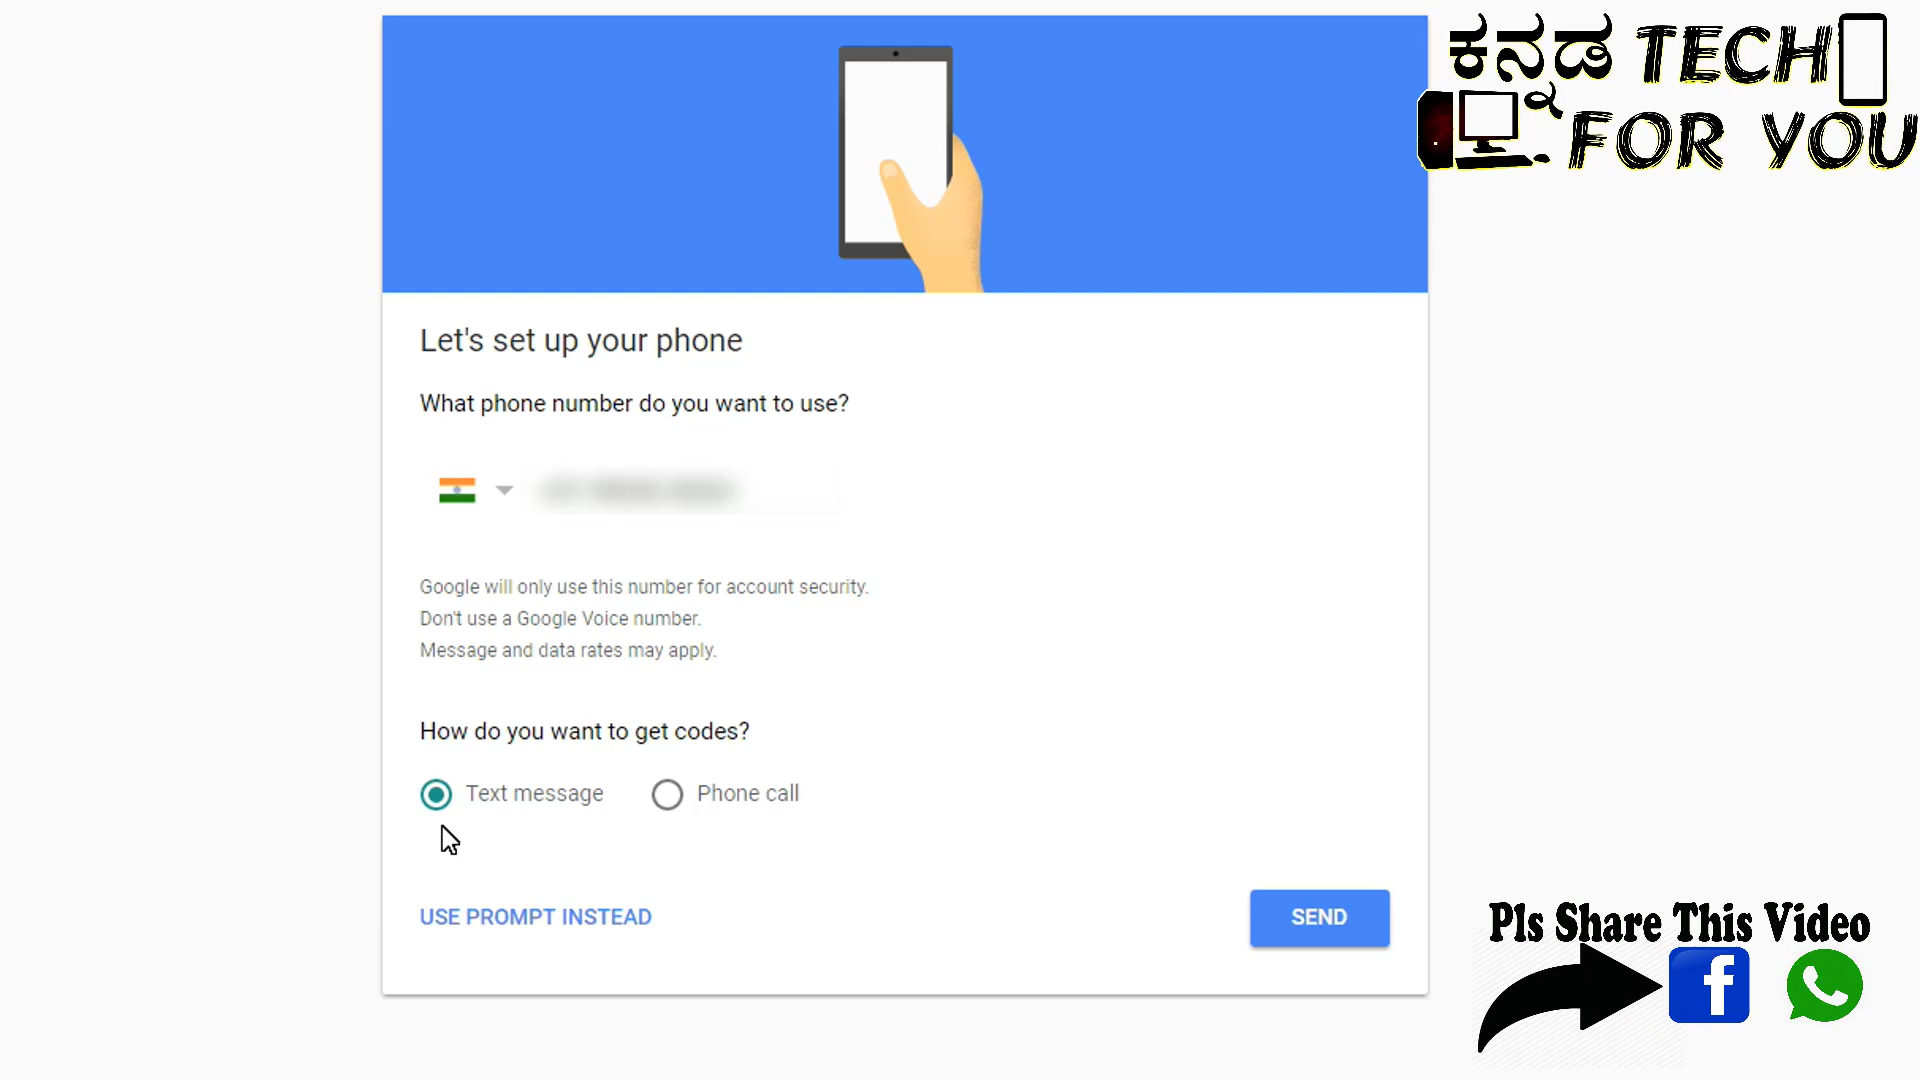 ಕನ್ನಡ TECH
FOR YOU
Let's set up your phone
What phone number do you want to use?
Google will only use this number for account security.
Don't use a Google Voice number.
Message and data rates may apply.
How do you want to get codes?
Text message
Phone call
USE PROMPT INSTEAD
SEND
Pls Share This Video